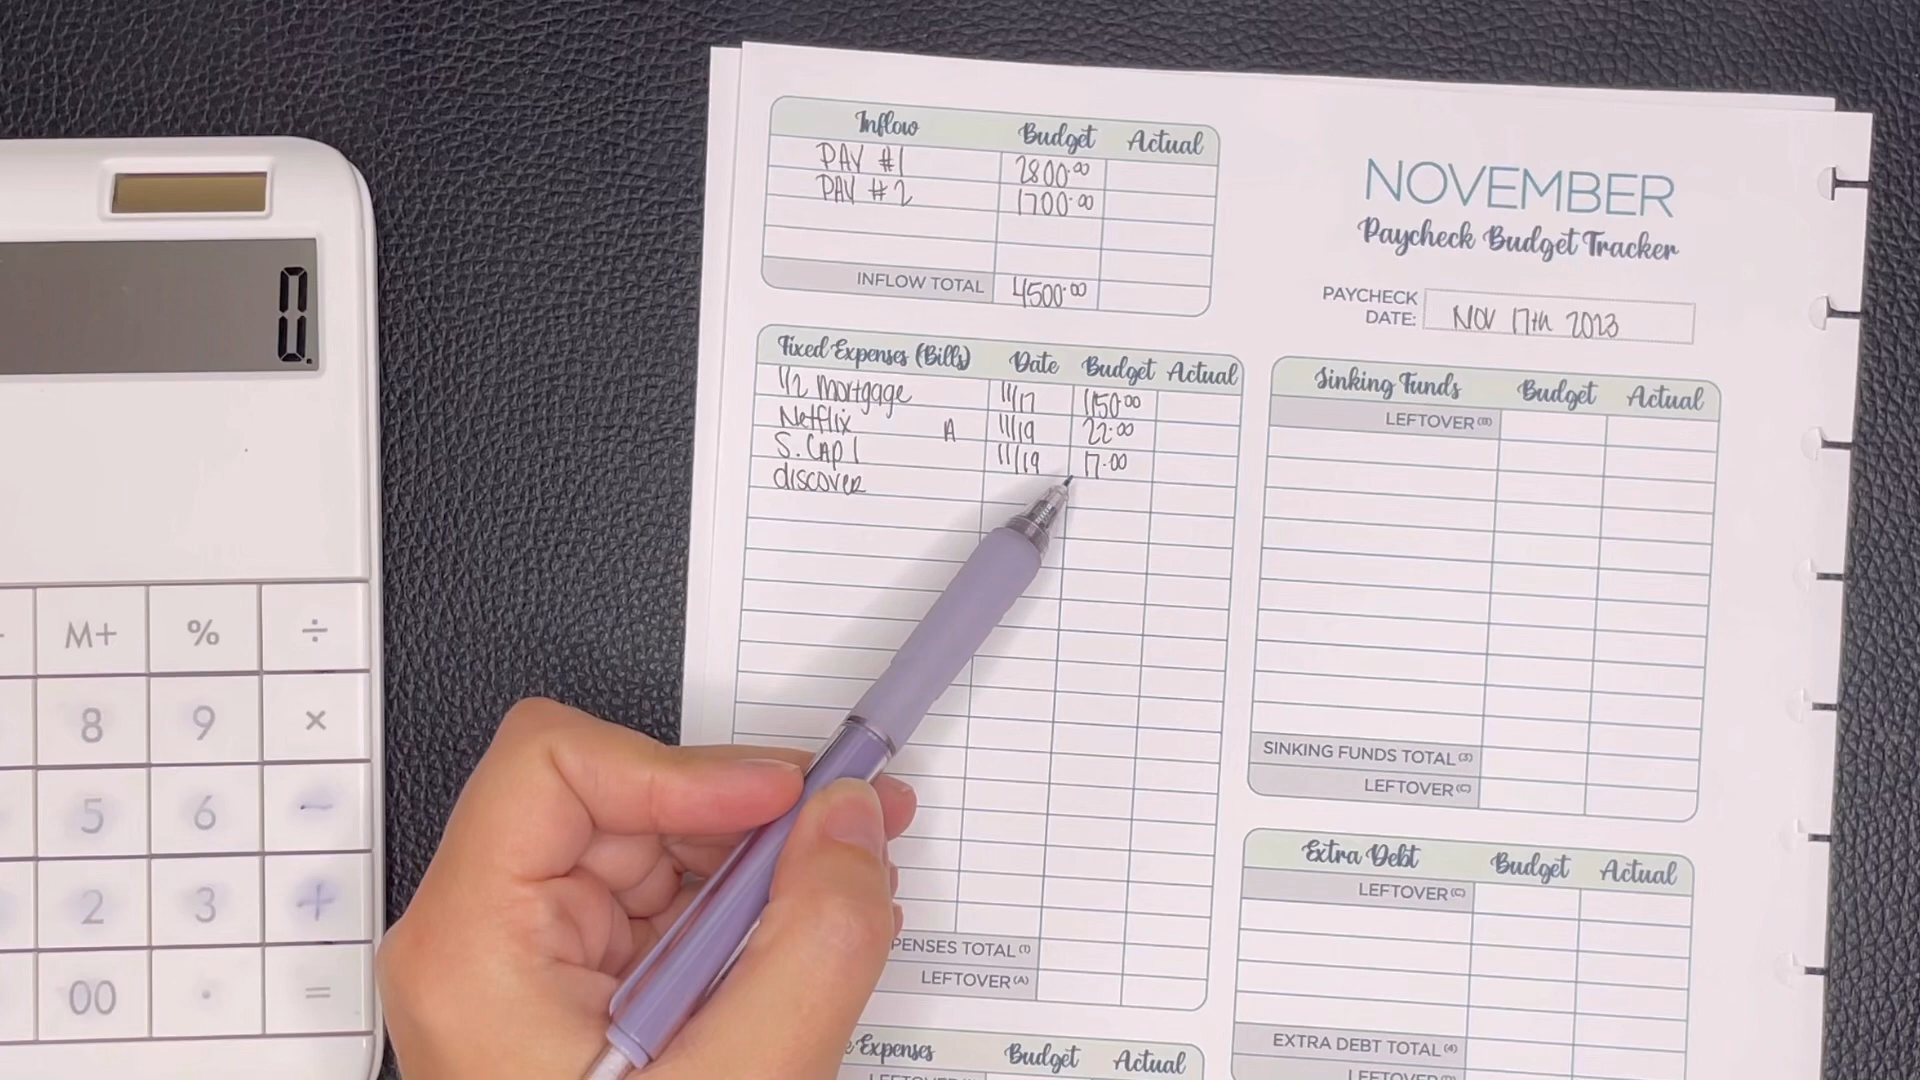 NOVEMBER
Paycheck Budget Tracker
PAYCHECK DATE: NOV 17th 2023
Inflow Budget Actual
PAY #1 2800.00
PAY #2 1700.00
INFLOW TOTAL 4500.00
Fixed Expenses (Bills) Date Budget Actual
1/2 mortgage 11/17 1150.00
Netflix A 11/19 22.00
S. CAP 1 11/19 17.00
discover
PENSES TOTAL (1)
LEFTOVER (A)
Expenses Budget Actual
Sinking Funds Budget Actual
LEFTOVER (B)
SINKING FUNDS TOTAL (3)
LEFTOVER (C)
Extra Debt Budget Actual
LEFTOVER (C)
EXTRA DEBT TOTAL (4)
LEFTOVER
0.
M+ % ÷
8 9 ×
5 6 -
2 3 +
00 . =